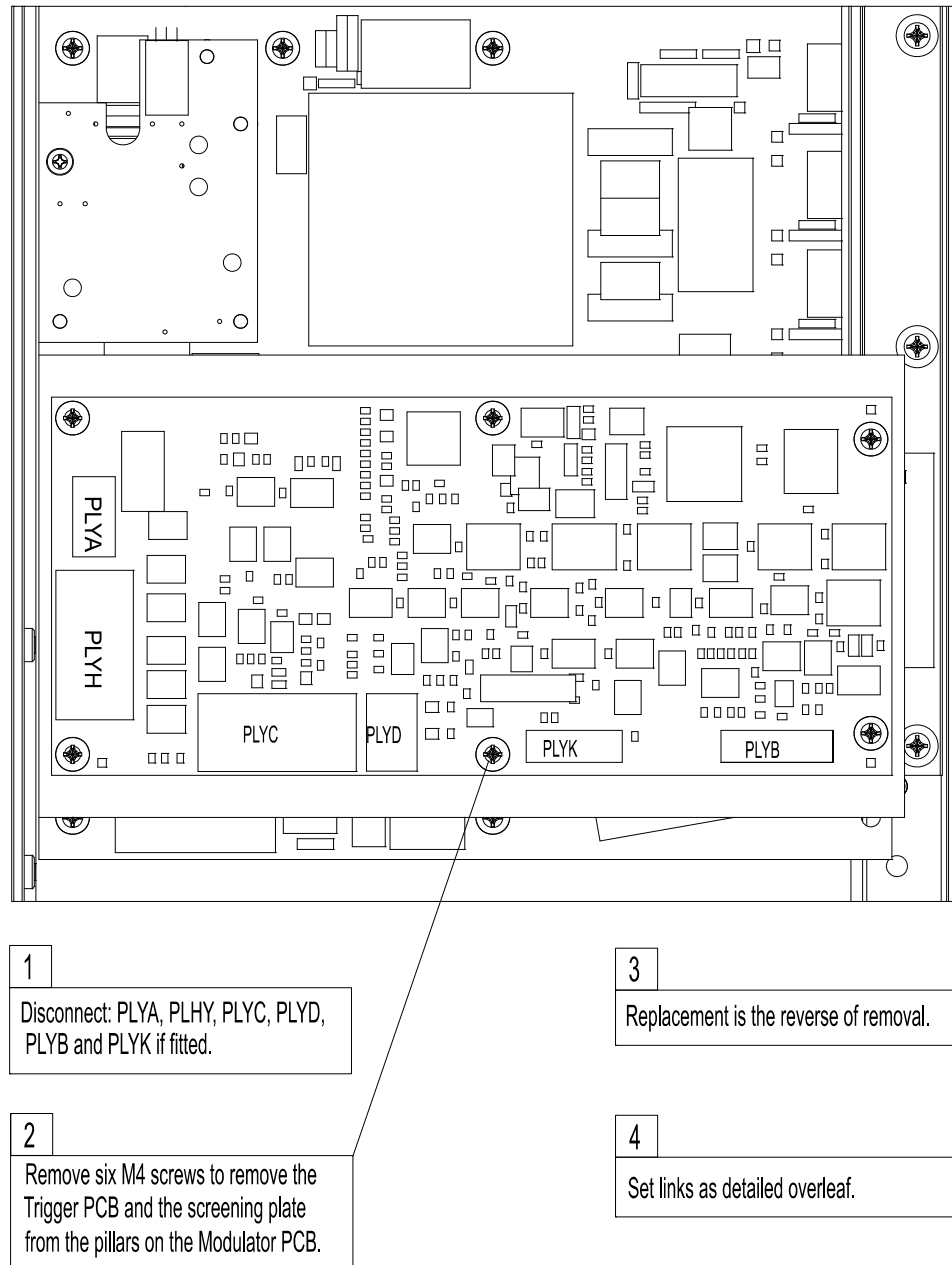 PLYA
PLYH
PLYC
PLYD
PLYK
PLYB
1
Disconnect: PLYA, PLHY, PLYC, PLYD,
PLYB and PLYK if fitted.
2
Remove six M4 screws to remove the
Trigger PCB and the screening plate
from the pillars on the Modulator PCB.
3
Replacement is the reverse of removal.
4
Set links as detailed overleaf.